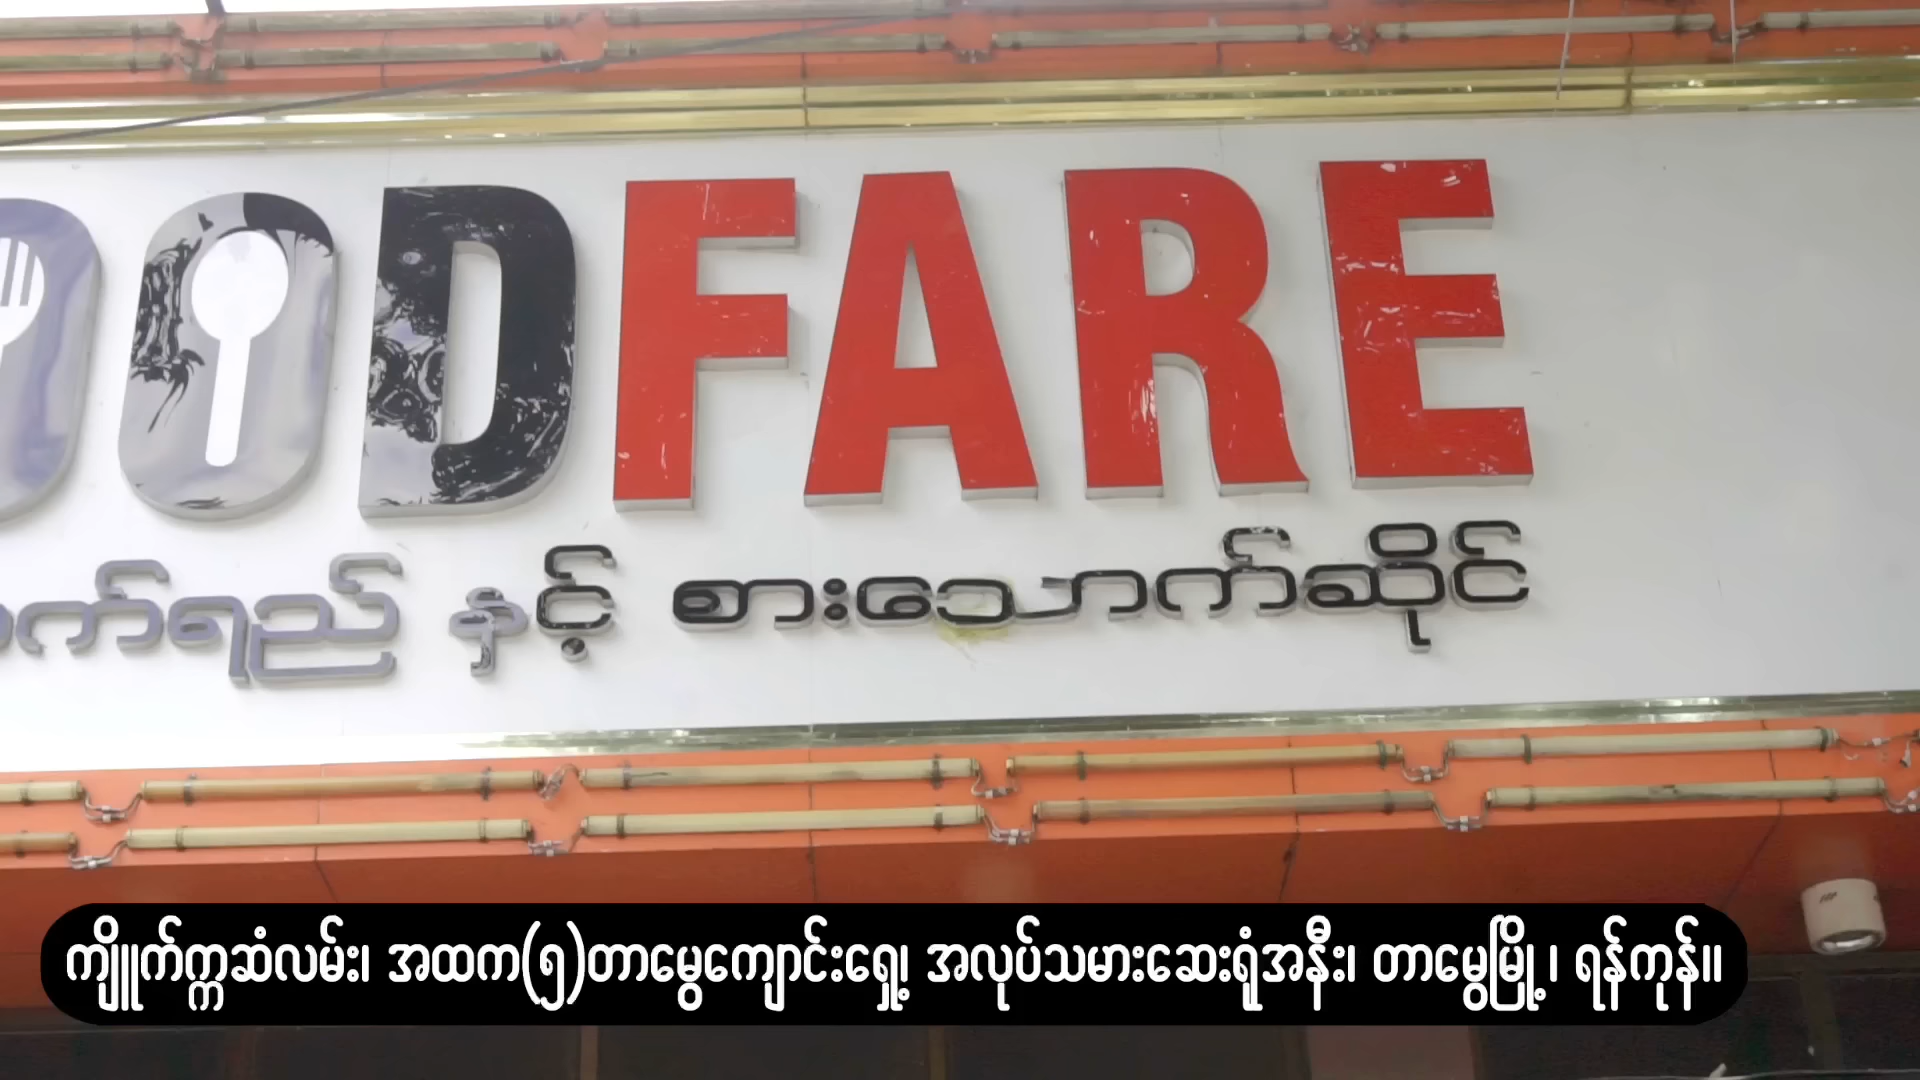 OODFARE
က်ရည် နှင့် စားသောက်ဆိုင်
ကျိုက္ကဆံလမ်း၊ အထက(၅)တာမွေကျောင်းရှေ့၊ အလုပ်သမားဆေးရုံအနီး၊ တာမွေမြို့၊ ရန်ကုန်။